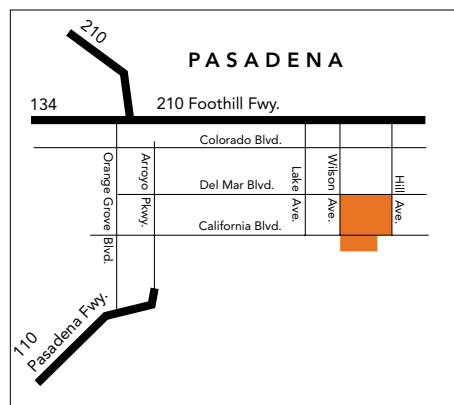 210
PASADENA
134
210 Foothill Fwy.
Colorado Blvd.
Orange Grove Blvd.
Arroyo Pkwy.
Lake Ave.
Wilson Ave.
Hill Ave.
Del Mar Blvd.
California Blvd.
110
Pasadena Fwy.